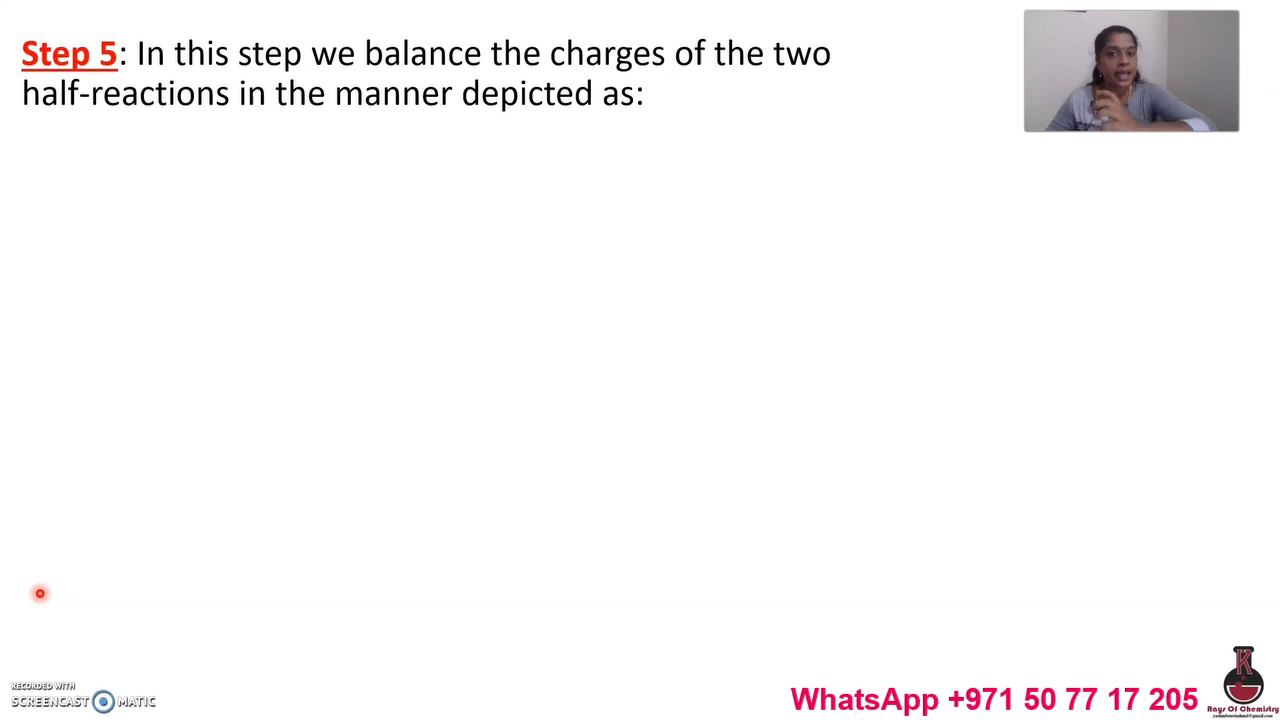 Step 5: In this step we balance the charges of the two
half-reactions in the manner depicted as:
RECORDED WITH
SCREENCAST MATIC
WhatsApp +971 50 77 17 205
K
Rays Of Chemistry